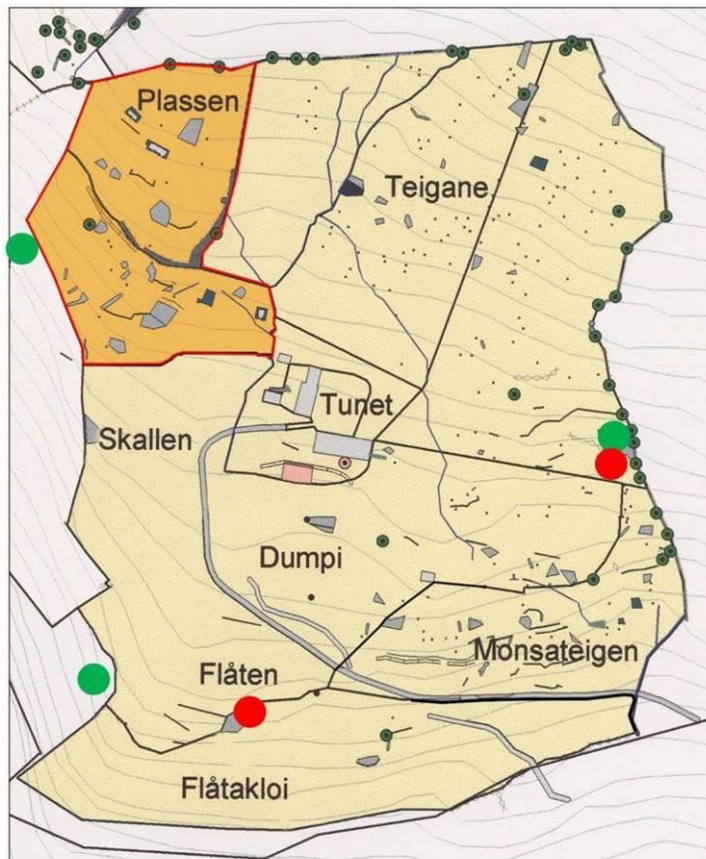 Plassen
Teigane
Tunet
Skallen
Dumpi
Monsateigen
Flåten
Flåtakloi